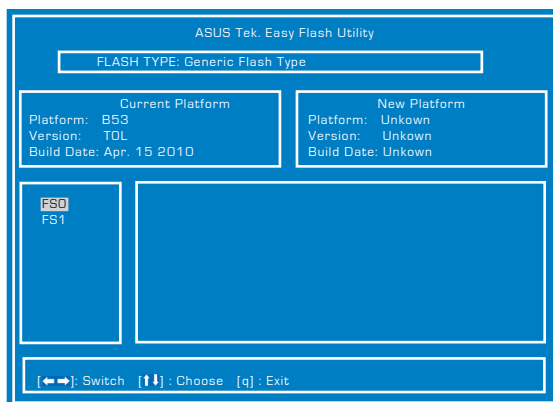 ASUS Tek. Easy Flash Utility
FLASH TYPE: Generic Flash Type
Current Platform
Platform: B53
Version: TOL
Build Date: Apr. 15 2010
New Platform
Platform: Unkown
Version: Unkown
Build Date: Unkown
FS0
FS1
[←→]: Switch [↑↓] : Choose [q] : Exit